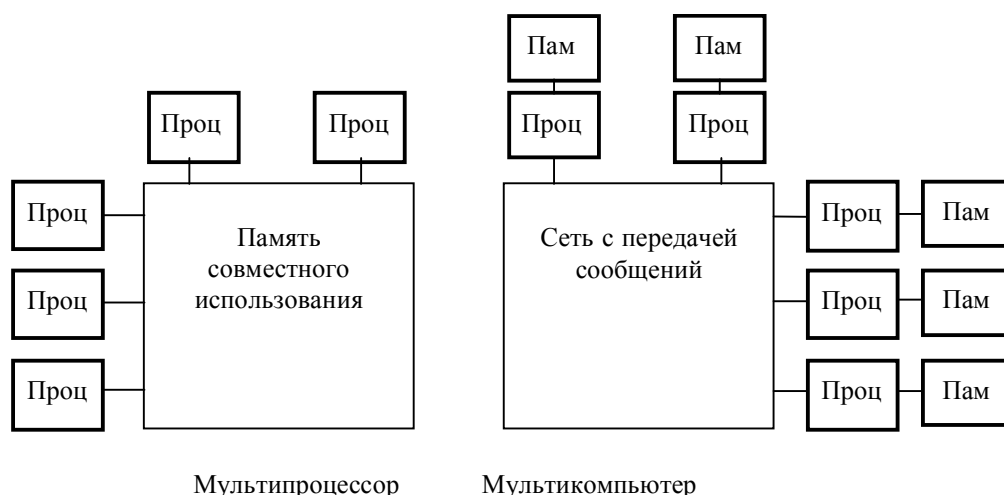 Пам
Пам
Проц
Проц
Проц
Проц
Проц
Память
совместного
использования
Сеть с передачей
сообщений
Проц
Пам
Проц
Проц
Пам
Проц
Проц
Пам
Мультипроцессор
Мультикомпьютер